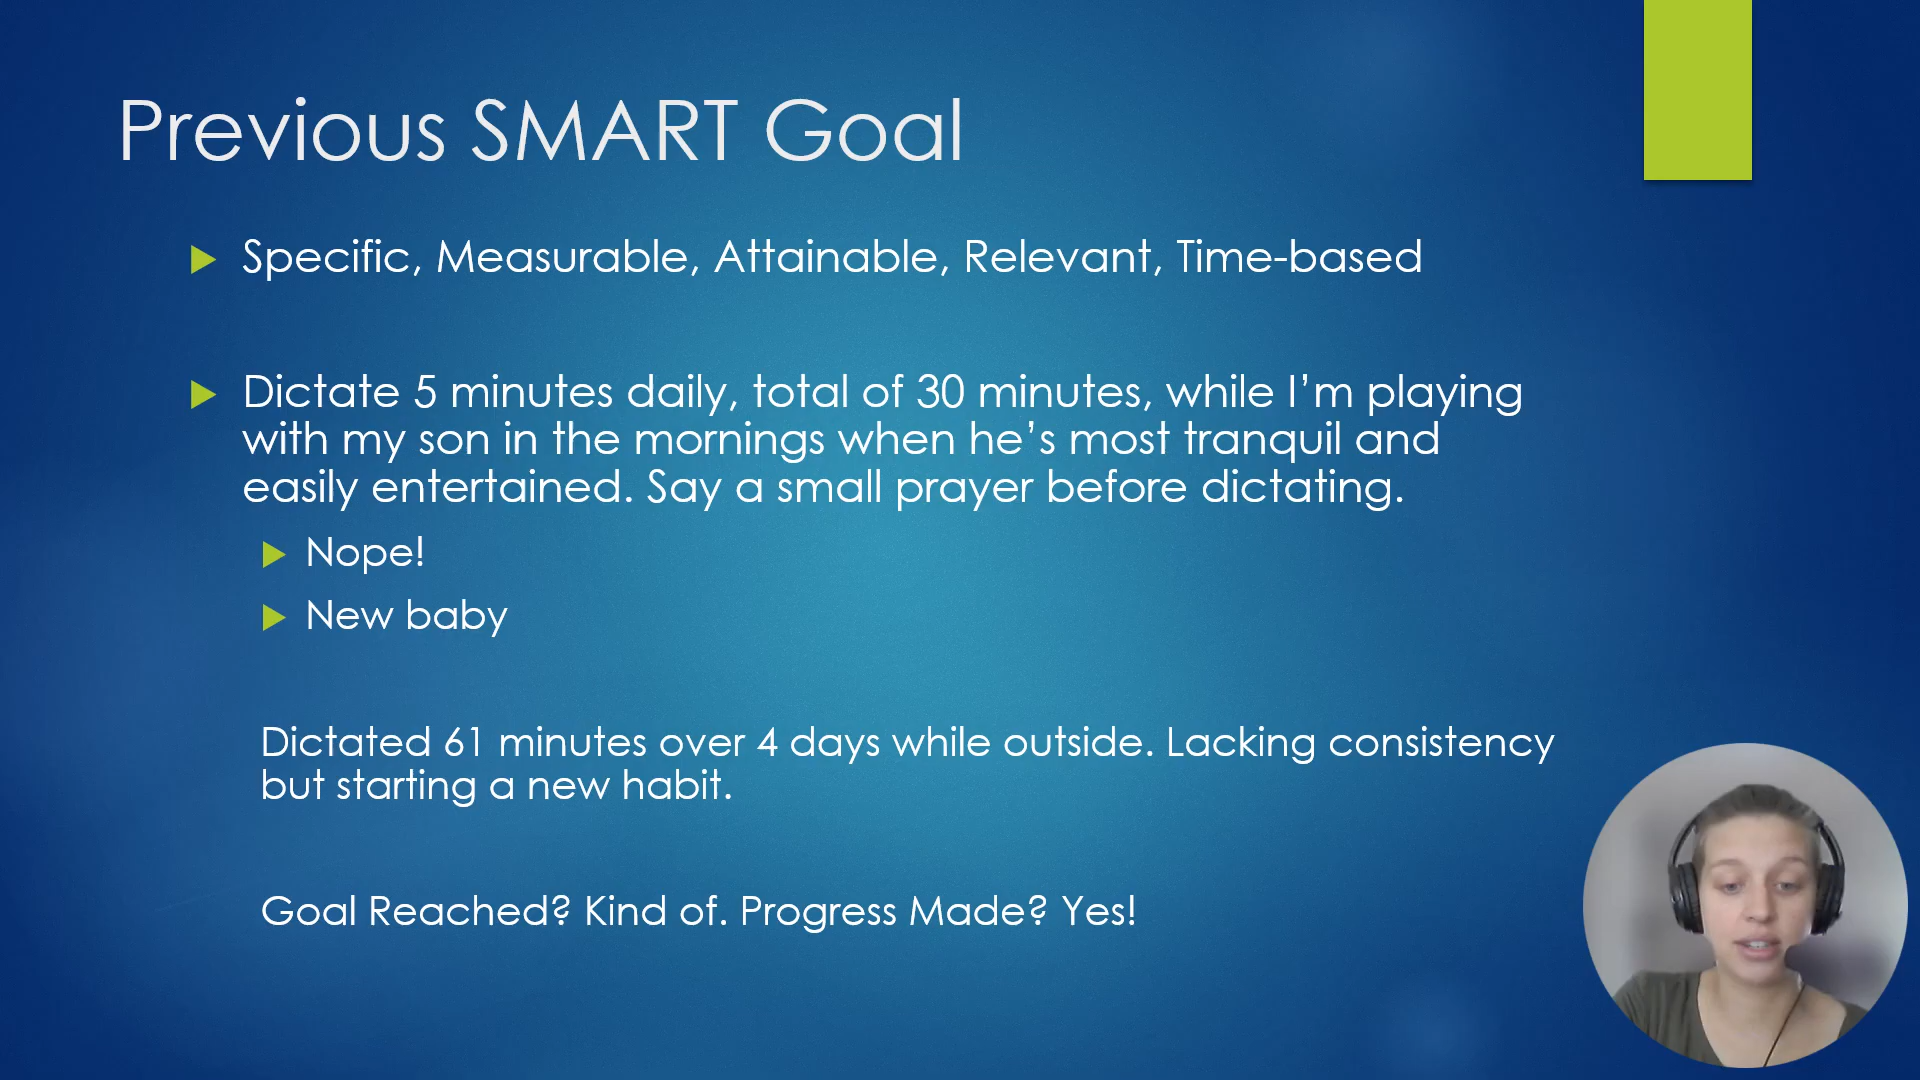 Previous SMART Goal
Specific, Measurable, Attainable, Relevant, Time-based
Dictate 5 minutes daily, total of 30 minutes, while I’m playing
with my son in the mornings when he’s most tranquil and
easily entertained. Say a small prayer before dictating.
Nope!
New baby
Dictated 61 minutes over 4 days while outside. Lacking consistency
but starting a new habit.
Goal Reached? Kind of. Progress Made? Yes!